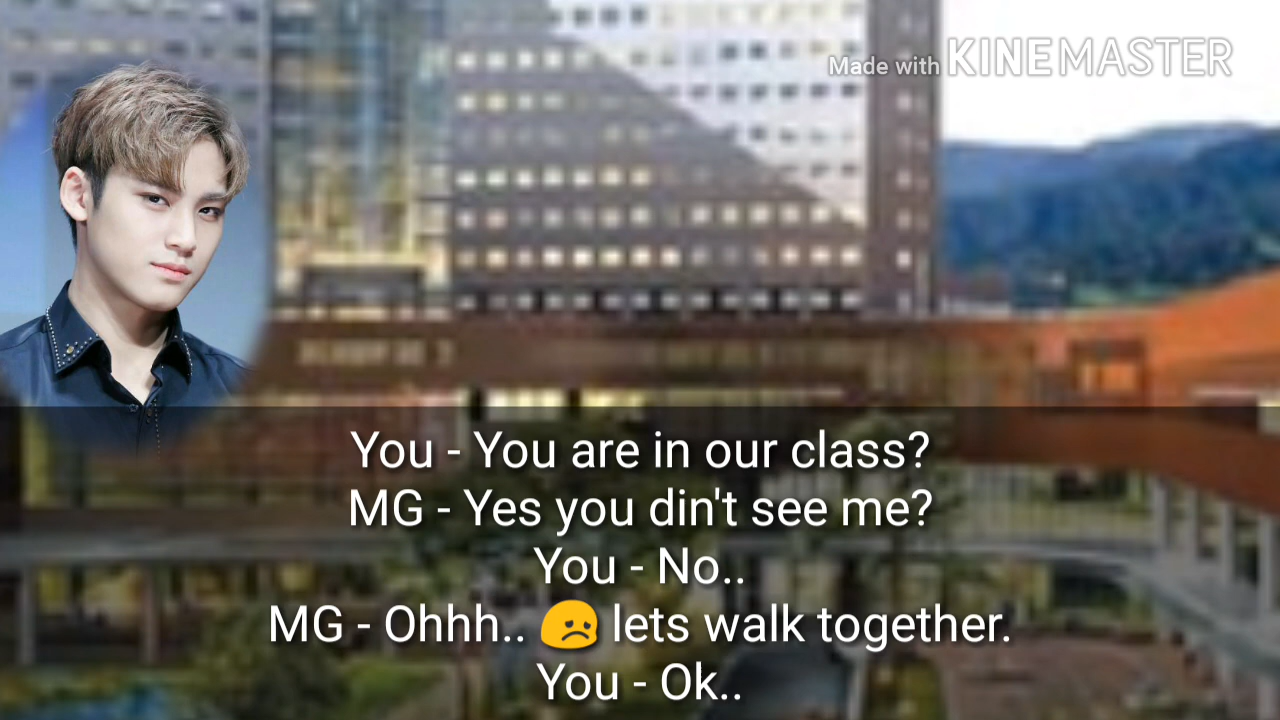 Made with KINEMASTER
You - You are in our class?
MG - Yes you din't see me?
You - No..
MG - Ohhh.. 😞 lets walk together.
You - Ok..